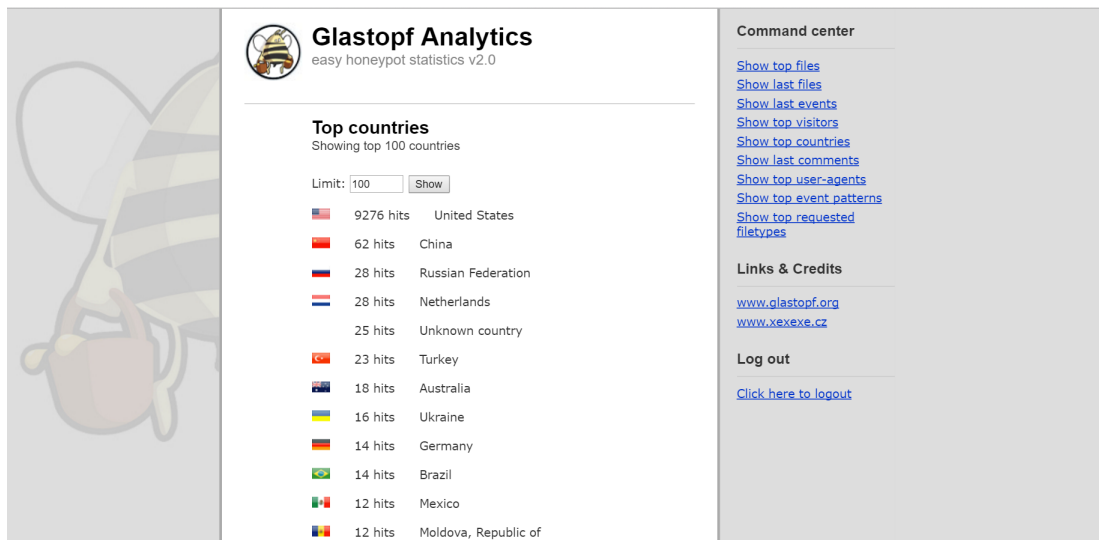 Glastopf Analytics
easy honeypot statistics v2.0
Top countries
Showing top 100 countries
Limit: 100 Show
9276 hits United States
62 hits China
28 hits Russian Federation
28 hits Netherlands
25 hits Unknown country
23 hits Turkey
18 hits Australia
16 hits Ukraine
14 hits Germany
14 hits Brazil
12 hits Mexico
12 hits Moldova, Republic of
Command center
Show top files
Show last files
Show last events
Show top visitors
Show top countries
Show last comments
Show top user-agents
Show top event patterns
Show top requested
filetypes
Links & Credits
www.glastopf.org
www.xexexe.cz
Log out
Click here to logout